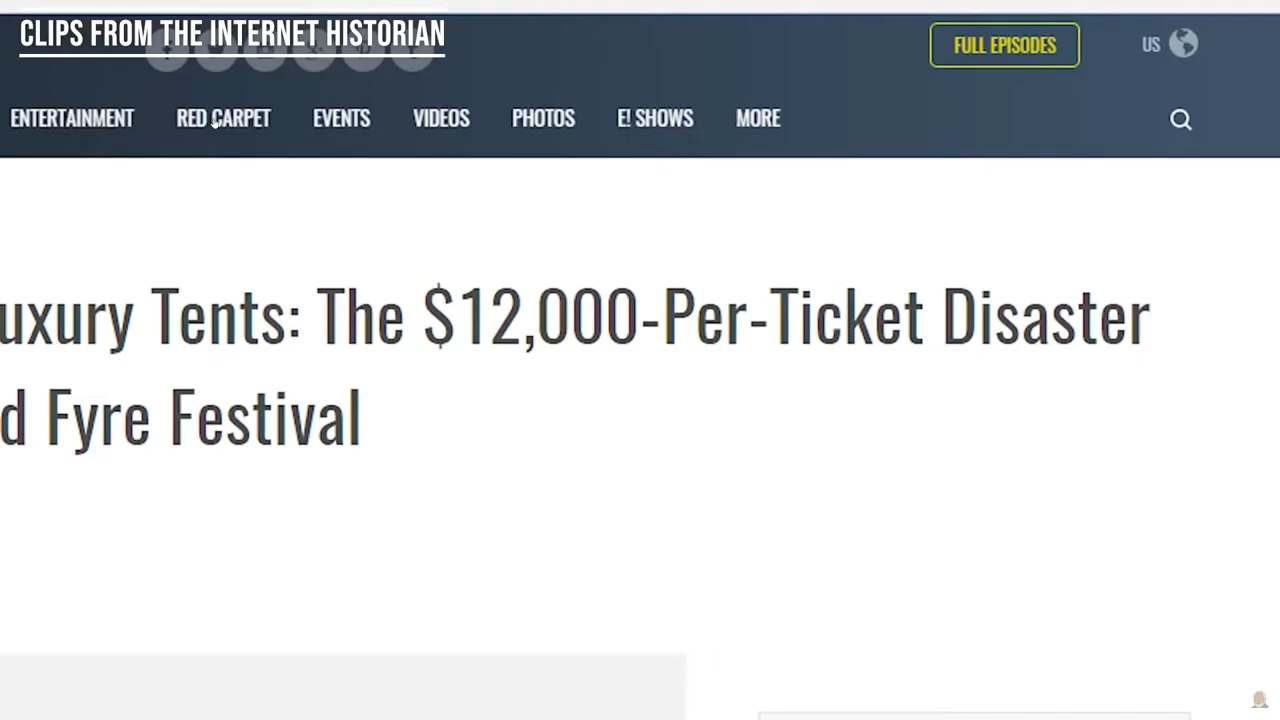 CLIPS FROM THE INTERNET HISTORIAN
FULL EPISODES
US
ENTERTAINMENT RED CARPET EVENTS VIDEOS PHOTOS E! SHOWS MORE
uxury Tents: The $12,000-Per-Ticket Disaster
d Fyre Festival